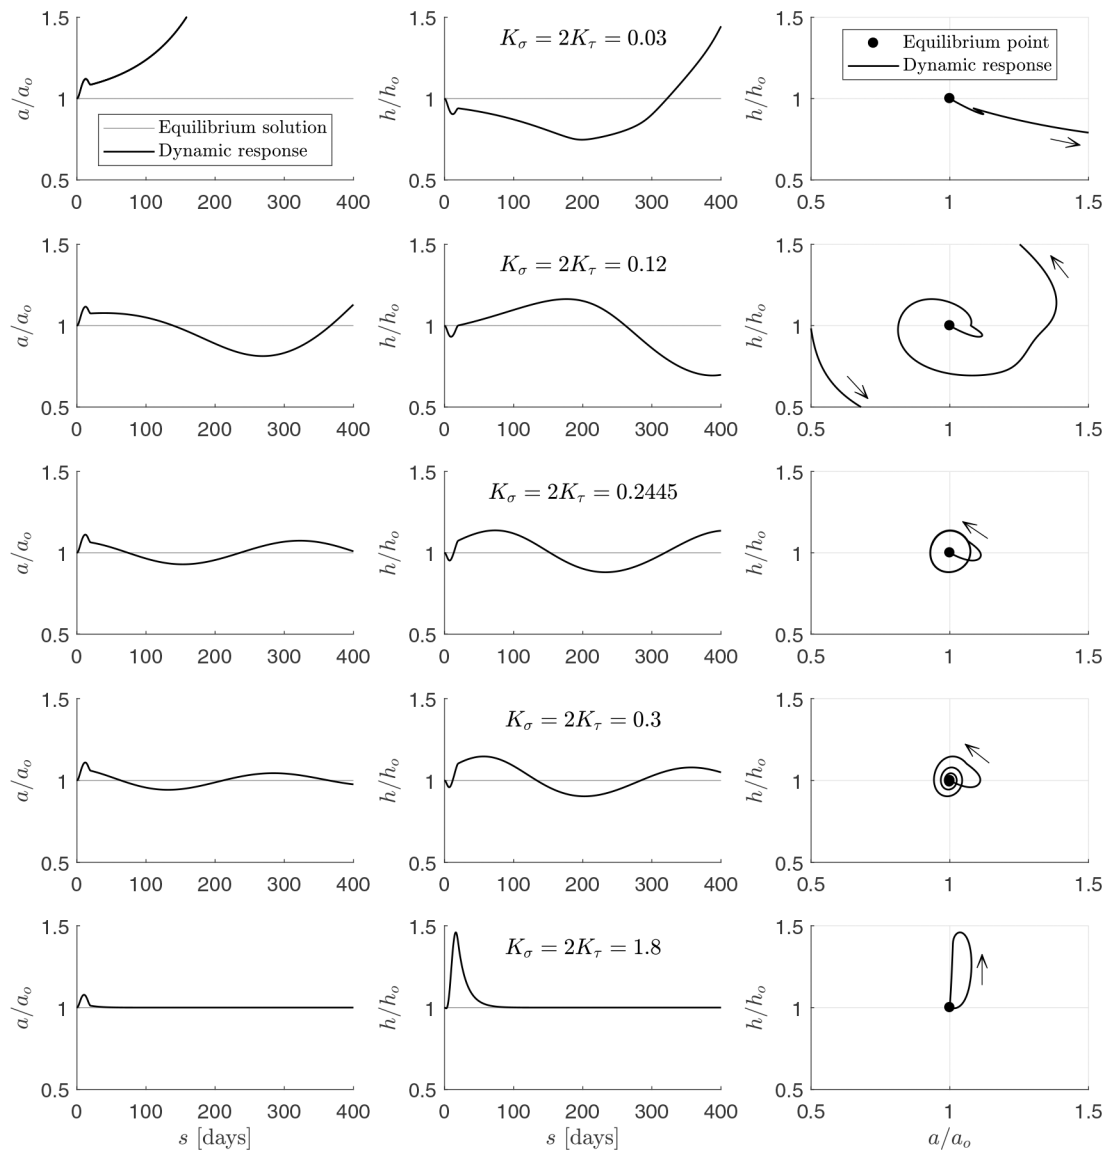 1.5
1
0.5
a/a_o
Equilibrium solution
Dynamic response
0 100 200 300 400
1.5
1
0.5
h/h_o
K_σ = 2K_τ = 0.03
0 100 200 300 400
1.5
1
0.5
h/h_o
Equilibrium point
Dynamic response
0.5 1 1.5
1.5
1
0.5
a/a_o
0 100 200 300 400
1.5
1
0.5
h/h_o
K_σ = 2K_τ = 0.12
0 100 200 300 400
1.5
1
0.5
h/h_o
0.5 1 1.5
1.5
1
0.5
a/a_o
0 100 200 300 400
1.5
1
0.5
h/h_o
K_σ = 2K_τ = 0.2445
0 100 200 300 400
1.5
1
0.5
h/h_o
0.5 1 1.5
1.5
1
0.5
a/a_o
0 100 200 300 400
1.5
1
0.5
h/h_o
K_σ = 2K_τ = 0.3
0 100 200 300 400
1.5
1
0.5
h/h_o
0.5 1 1.5
1.5
1
0.5
a/a_o
0 100 200 300 400
s [days]
1.5
1
0.5
h/h_o
K_σ = 2K_τ = 1.8
0 100 200 300 400
s [days]
1.5
1
0.5
h/h_o
0.5 1 1.5
a/a_o